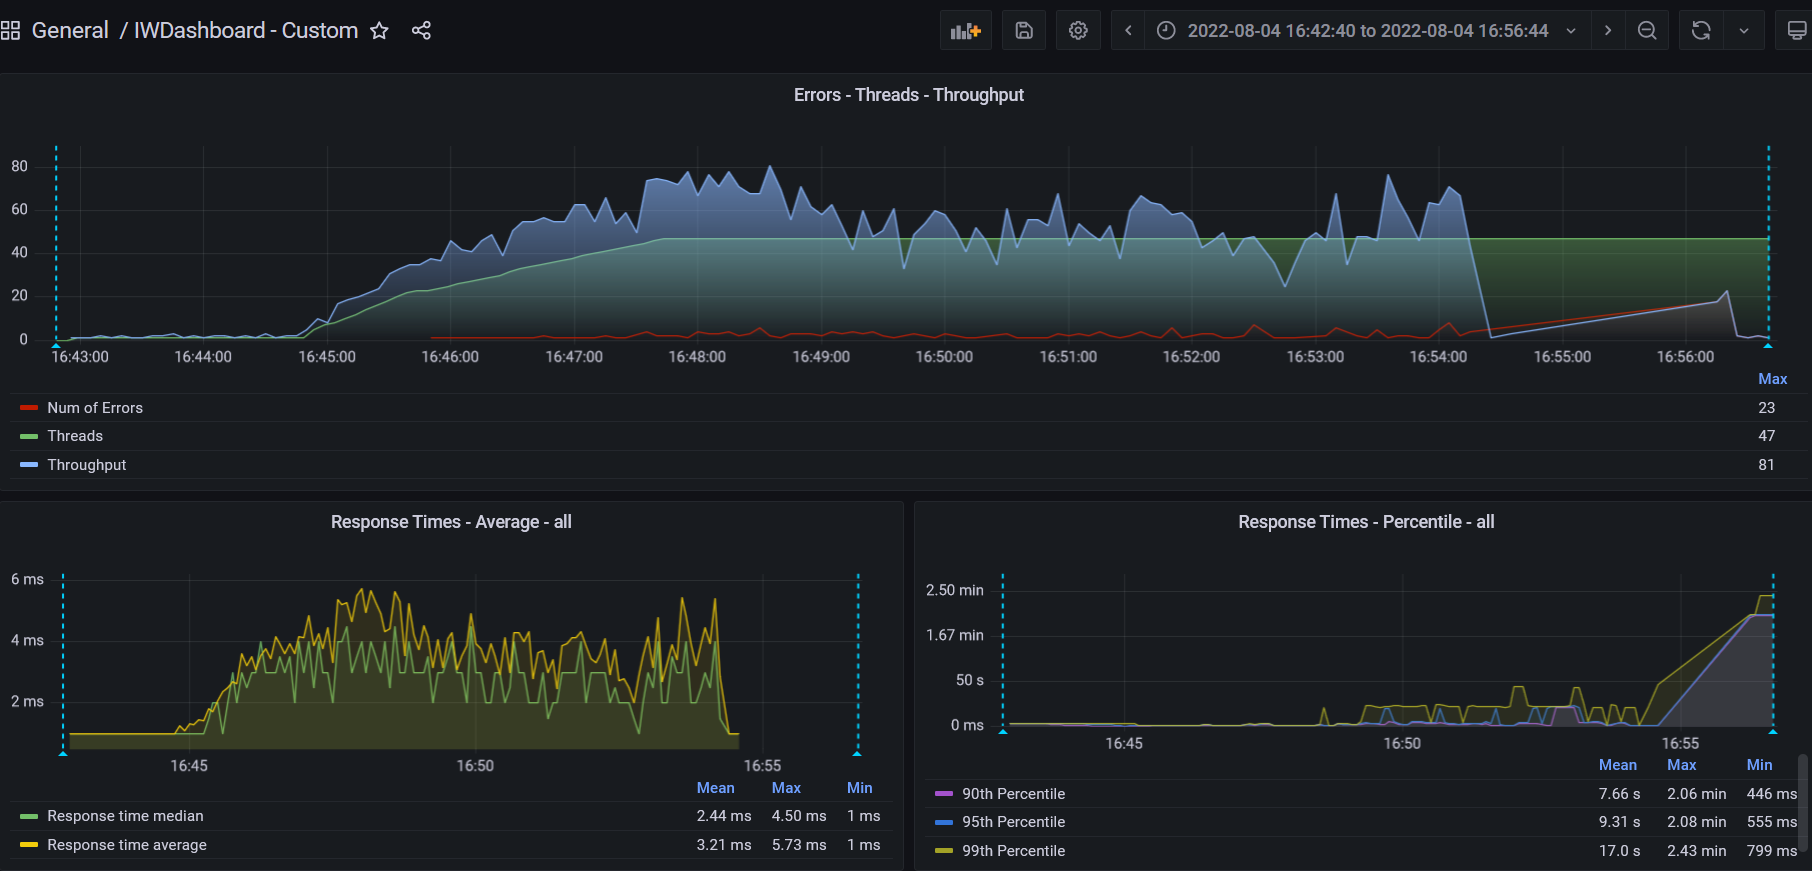 General / IWDashboard - Custom
2022-08-04 16:42:40 to 2022-08-04 16:56:44
Errors - Threads - Throughput
80
60
40
20
0
16:43:00 16:44:00 16:45:00 16:46:00 16:47:00 16:48:00 16:49:00 16:50:00 16:51:00 16:52:00 16:53:00 16:54:00 16:55:00 16:56:00
Max
Num of Errors 23
Threads 47
Throughput 81
Response Times - Average - all
6 ms
4 ms
2 ms
16:45 16:50 16:55
Mean Max Min
Response time median 2.44 ms 4.50 ms 1 ms
Response time average 3.21 ms 5.73 ms 1 ms
Response Times - Percentile - all
2.50 min
1.67 min
50 s
0 ms
16:45 16:50 16:55
Mean Max Min
90th Percentile 7.66 s 2.06 min 446 ms
95th Percentile 9.31 s 2.08 min 555 ms
99th Percentile 17.0 s 2.43 min 799 ms